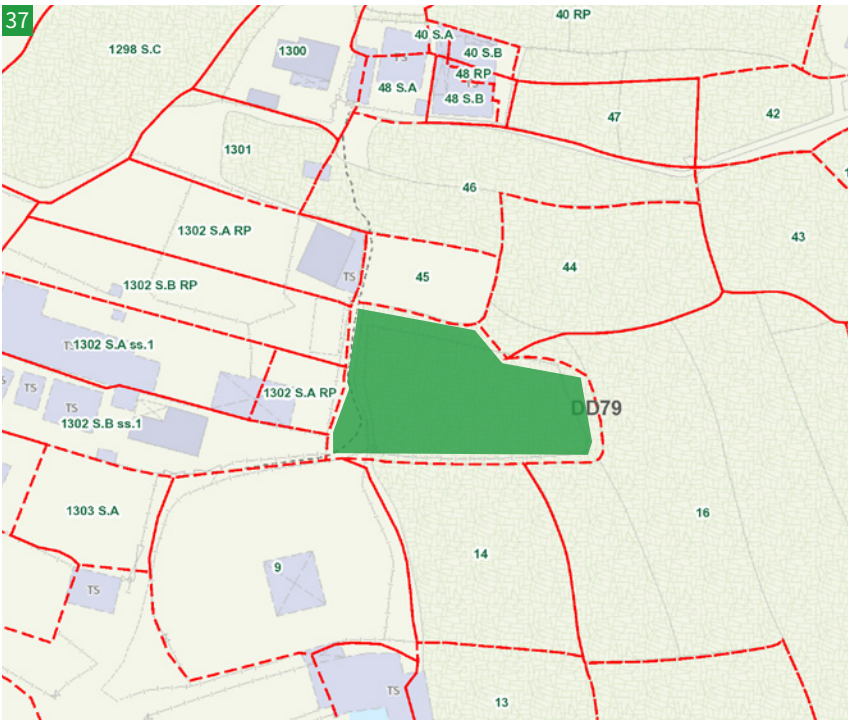 37
40 RP
40 S.A
1298 S.C
1300
40 S.B
TS
48 RP
48 S.A
TS
48 S.B
47
42
1301
46
1302 S.A RP
43
44
45
TS
1302 S.B RP
TS
1302 S.A ss.1
TS
1302 S.A RP
TS
DD79
1302 S.B ss.1
1303 S.A
16
14
9
TS
TS
13